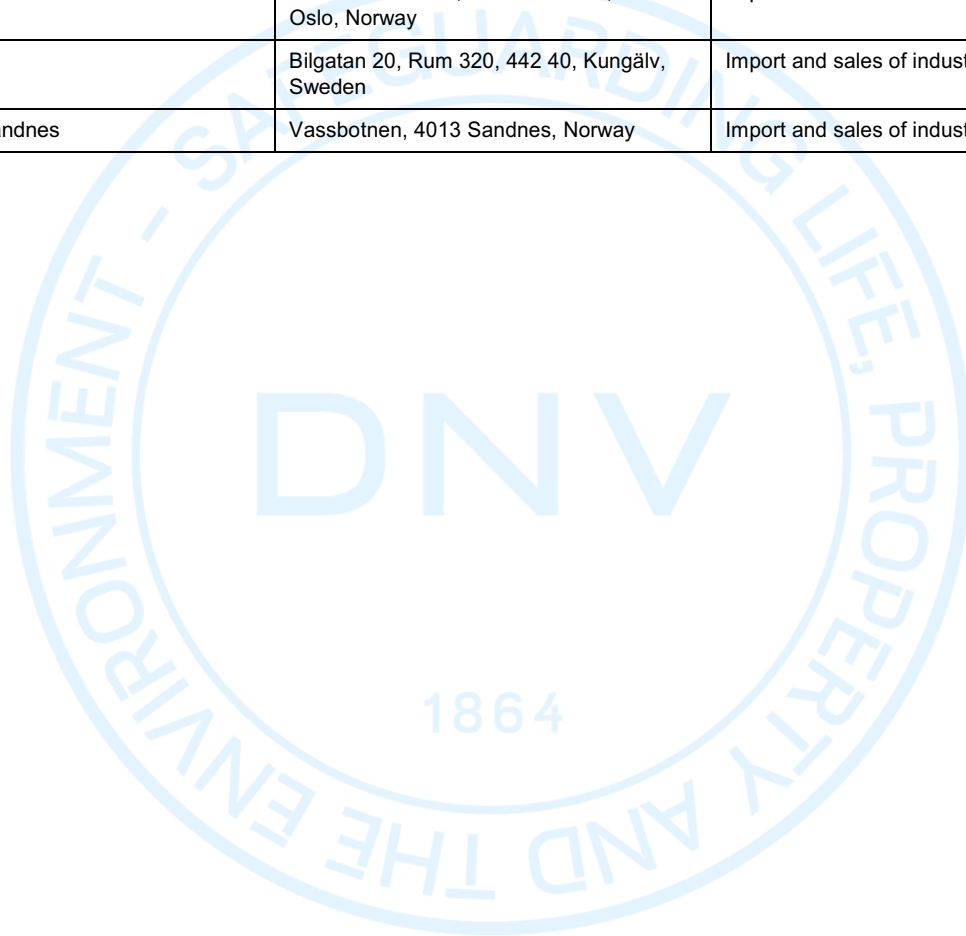 Oslo, Norway
Bilgatan 20, Rum 320, 442 40, Kungälv,
Sweden
Import and sales of indust
ndnes
Vassbotnen, 4013 Sandnes, Norway
Import and sales of indust
SAFEGUARDING LIFE, PROPERTY AND THE ENVIRONMENT -
DNV
1864